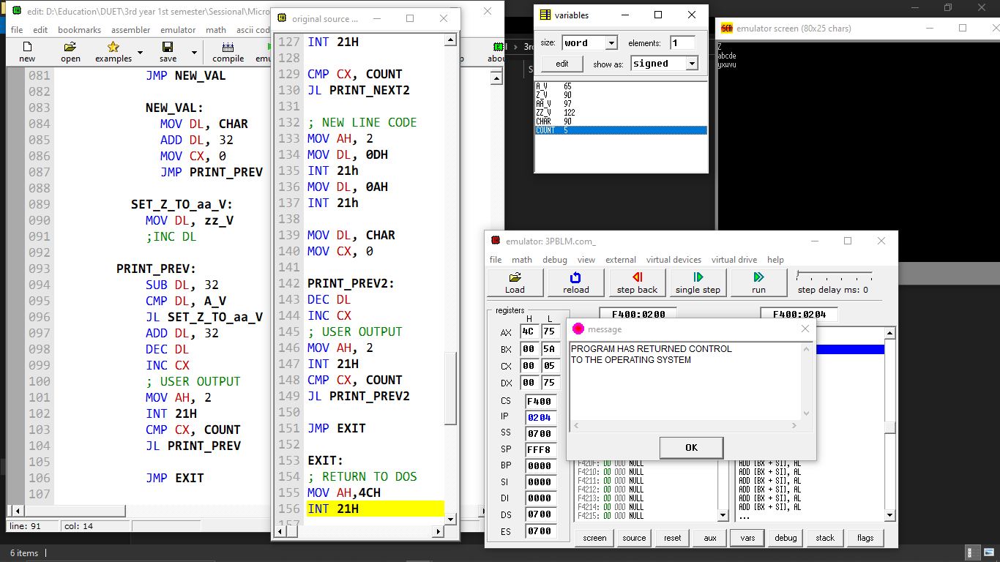 edit: D:\Education\DUET\3rd year 1st semester\Sessional\Micro
file edit bookmarks assembler emulator math ascii code
new open examples save compile emu
081 JMP NEW_VAL
082
083 NEW_VAL:
084 MOV DL, CHAR
085 ADD DL, 32
086 MOV CX, 0
087 JMP PRINT_PREV
088
089 SET_Z_TO_aa_V:
090 MOV DL, zz_V
091 ;INC DL
092
093 PRINT_PREV:
094 SUB DL, 32
095 CMP DL, A_V
096 JL SET_Z_TO_aa_V
097 ADD DL, 32
098 DEC DL
099 INC CX
100 ; USER OUTPUT
101 MOV AH, 2
102 INT 21H
103 CMP CX, COUNT
104 JL PRINT_PREV
105
106 JMP EXIT
107
line: 91 col: 14
6 items
original source ...
127 INT 21H
128
129 CMP CX, COUNT
130 JL PRINT_NEXT2
131
132 ; NEW LINE CODE
133 MOV AH, 2
134 MOV DL, 0DH
135 INT 21h
136 MOV DL, 0AH
137 INT 21h
138
139 MOV DL, CHAR
140 MOV CX, 0
141
142 PRINT_PREV2:
143 DEC DL
144 INC CX
145 ; USER OUTPUT
146 MOV AH, 2
147 INT 21H
148 CMP CX, COUNT
149 JL PRINT_PREV2
150
151 JMP EXIT
152
153 EXIT:
154 ; RETURN TO DOS
155 MOV AH,4CH
156 INT 21H
157
abou
3rd
variables
size: word elements: 1
edit show as: signed
A_V 65
Z_V 90
AA_V 97
ZZ_V 122
CHAR 90
COUNT 5
emulator screen (80x25 chars)
Z
abcde
yxwvu
emulator: 3PBLM.com_
file math debug view external virtual devices virtual drive help
Load reload step back single step run step delay ms: 0
registers F400:0200 F400:0204
H L
AX 4C 75
BX 00 5A
CX 00 05
DX 00 75
CS F400
IP 0204
SS 0700
SP FFF8
BP 0000
SI 0000
DI 0000
DS 0700
ES 0700
message
PROGRAM HAS RETURNED CONTROL
TO THE OPERATING SYSTEM
OK
F420F: 00 000 NULL ADD [BX + SI], AL
F4210: 00 000 NULL ADD [BX + SI], AL
F4211: 00 000 NULL ADD [BX + SI], AL
F4212: 00 000 NULL ADD [BX + SI], AL
F4213: 00 000 NULL ADD [BX + SI], AL
F4214: 00 000 NULL ADD [BX + SI], AL
F4215: 00 000 NULL ...
screen source reset aux vars debug stack flags